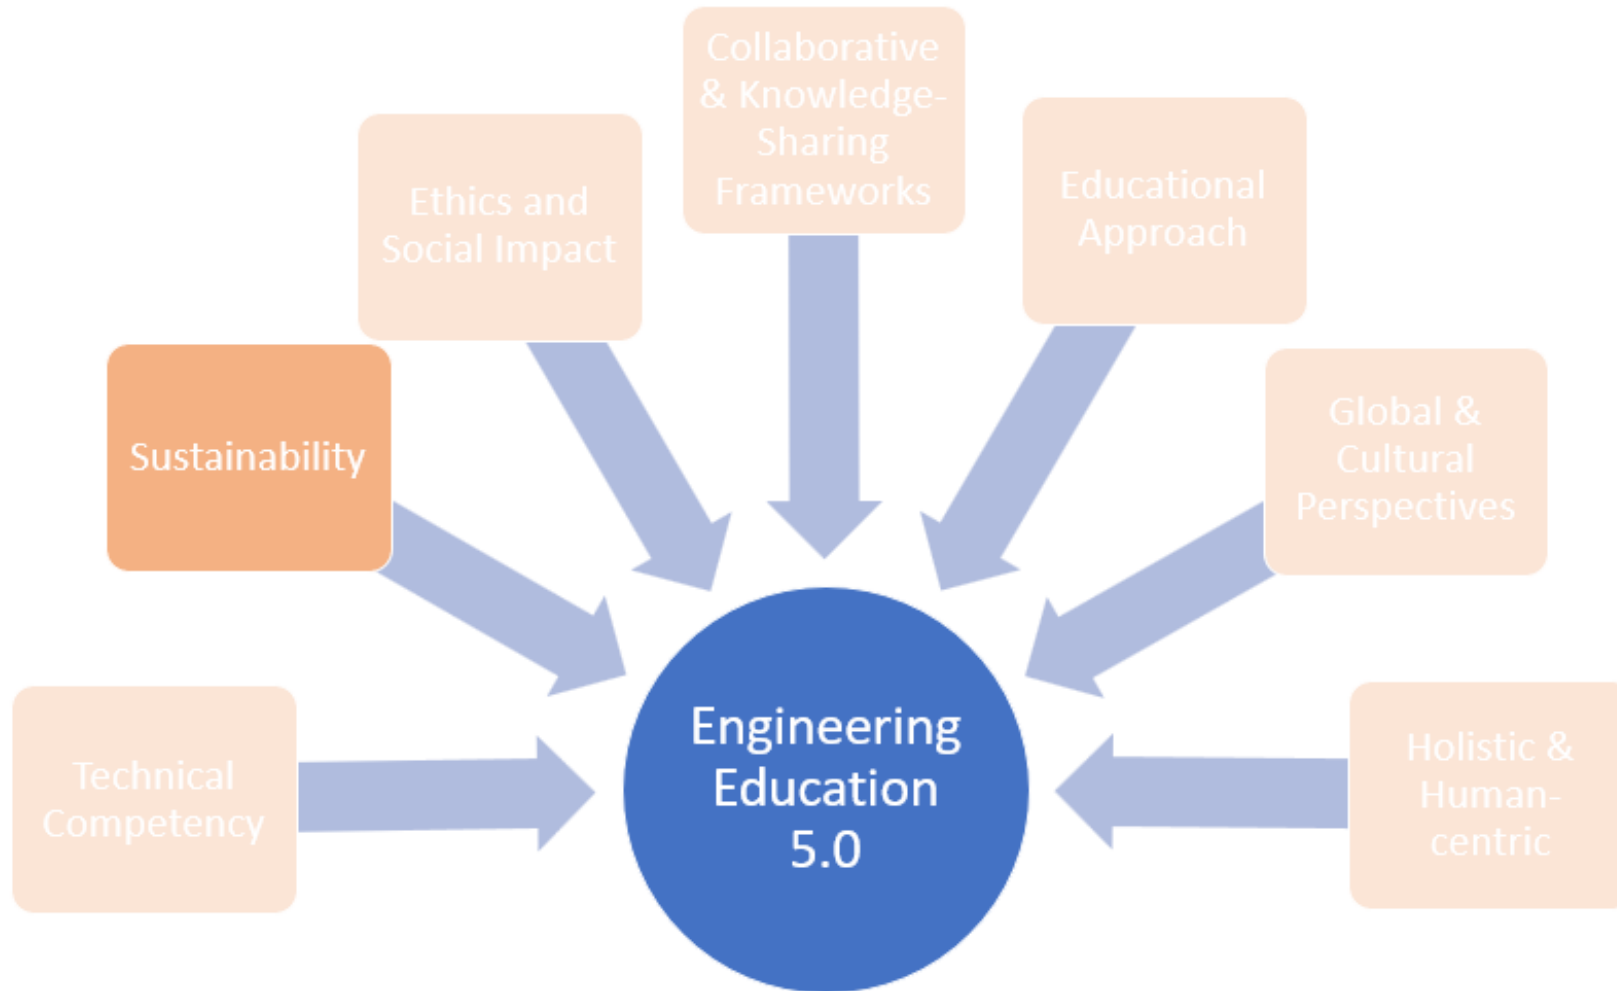 Collaborative
& Knowledge-
Sharing
Frameworks
Ethics and
Social Impact
Educational
Approach
Sustainability
Global &
Cultural
Perspectives
Technical
Competency
Engineering
Education
5.0
Holistic &
Human-
centric